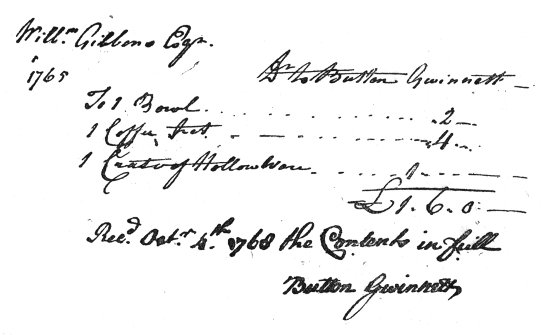 Willm Gibbons Esqr.
1765 Dr to Button Gwinnett —
To 1 Bowl . . . . . . . . . . 2 —
1 Coffee Pot . — . . . . . . . 4 . —
1 Crate of Hollow Ware . . . . 1 . . —
£1. 6. 0 —
Recd. Octr. 4th. 1768 the Contents in full
Button Gwinnett